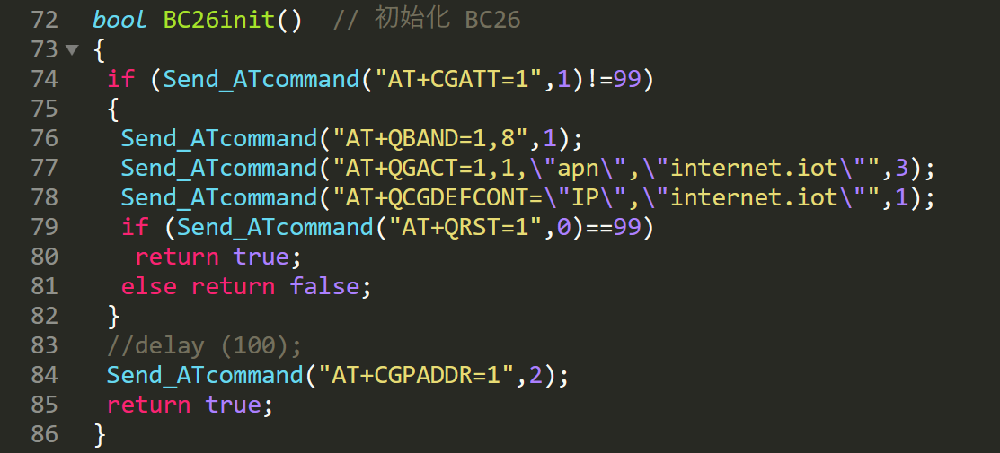 72 bool BC26init() // 初始化 BC26
73 {
74 if (Send_ATcommand("AT+CGATT=1",1)!=99)
75 {
76 Send_ATcommand("AT+QBAND=1,8",1);
77 Send_ATcommand("AT+QGACT=1,1,\"apn\",\"internet.iot\"",3);
78 Send_ATcommand("AT+QCGDEFCONT=\"IP\",\"internet.iot\"",1);
79 if (Send_ATcommand("AT+QRST=1",0)==99)
80 return true;
81 else return false;
82 }
83 //delay (100);
84 Send_ATcommand("AT+CGPADDR=1",2);
85 return true;
86 }